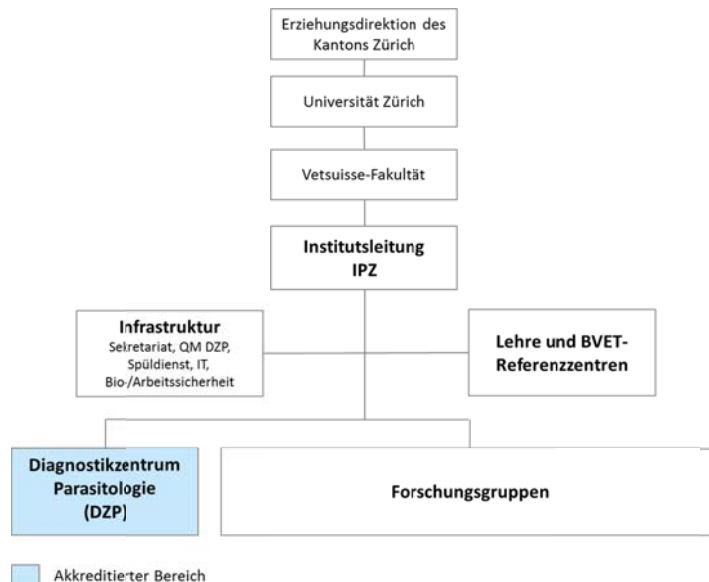 Erziehungsdirektion des
Kantons Zürich
Universität Zürich
Vetsuisse-Fakultät
Institutsleitung
IPZ
Infrastruktur
Sekretariat, QM DZP,
Spüldienst, IT,
Bio-/Arbeitssicherheit
Lehre und BVET-
Referenzzentren
Diagnostikzentrum
Parasitologie
(DZP)
Forschungsgruppen
Akkreditierter Bereich